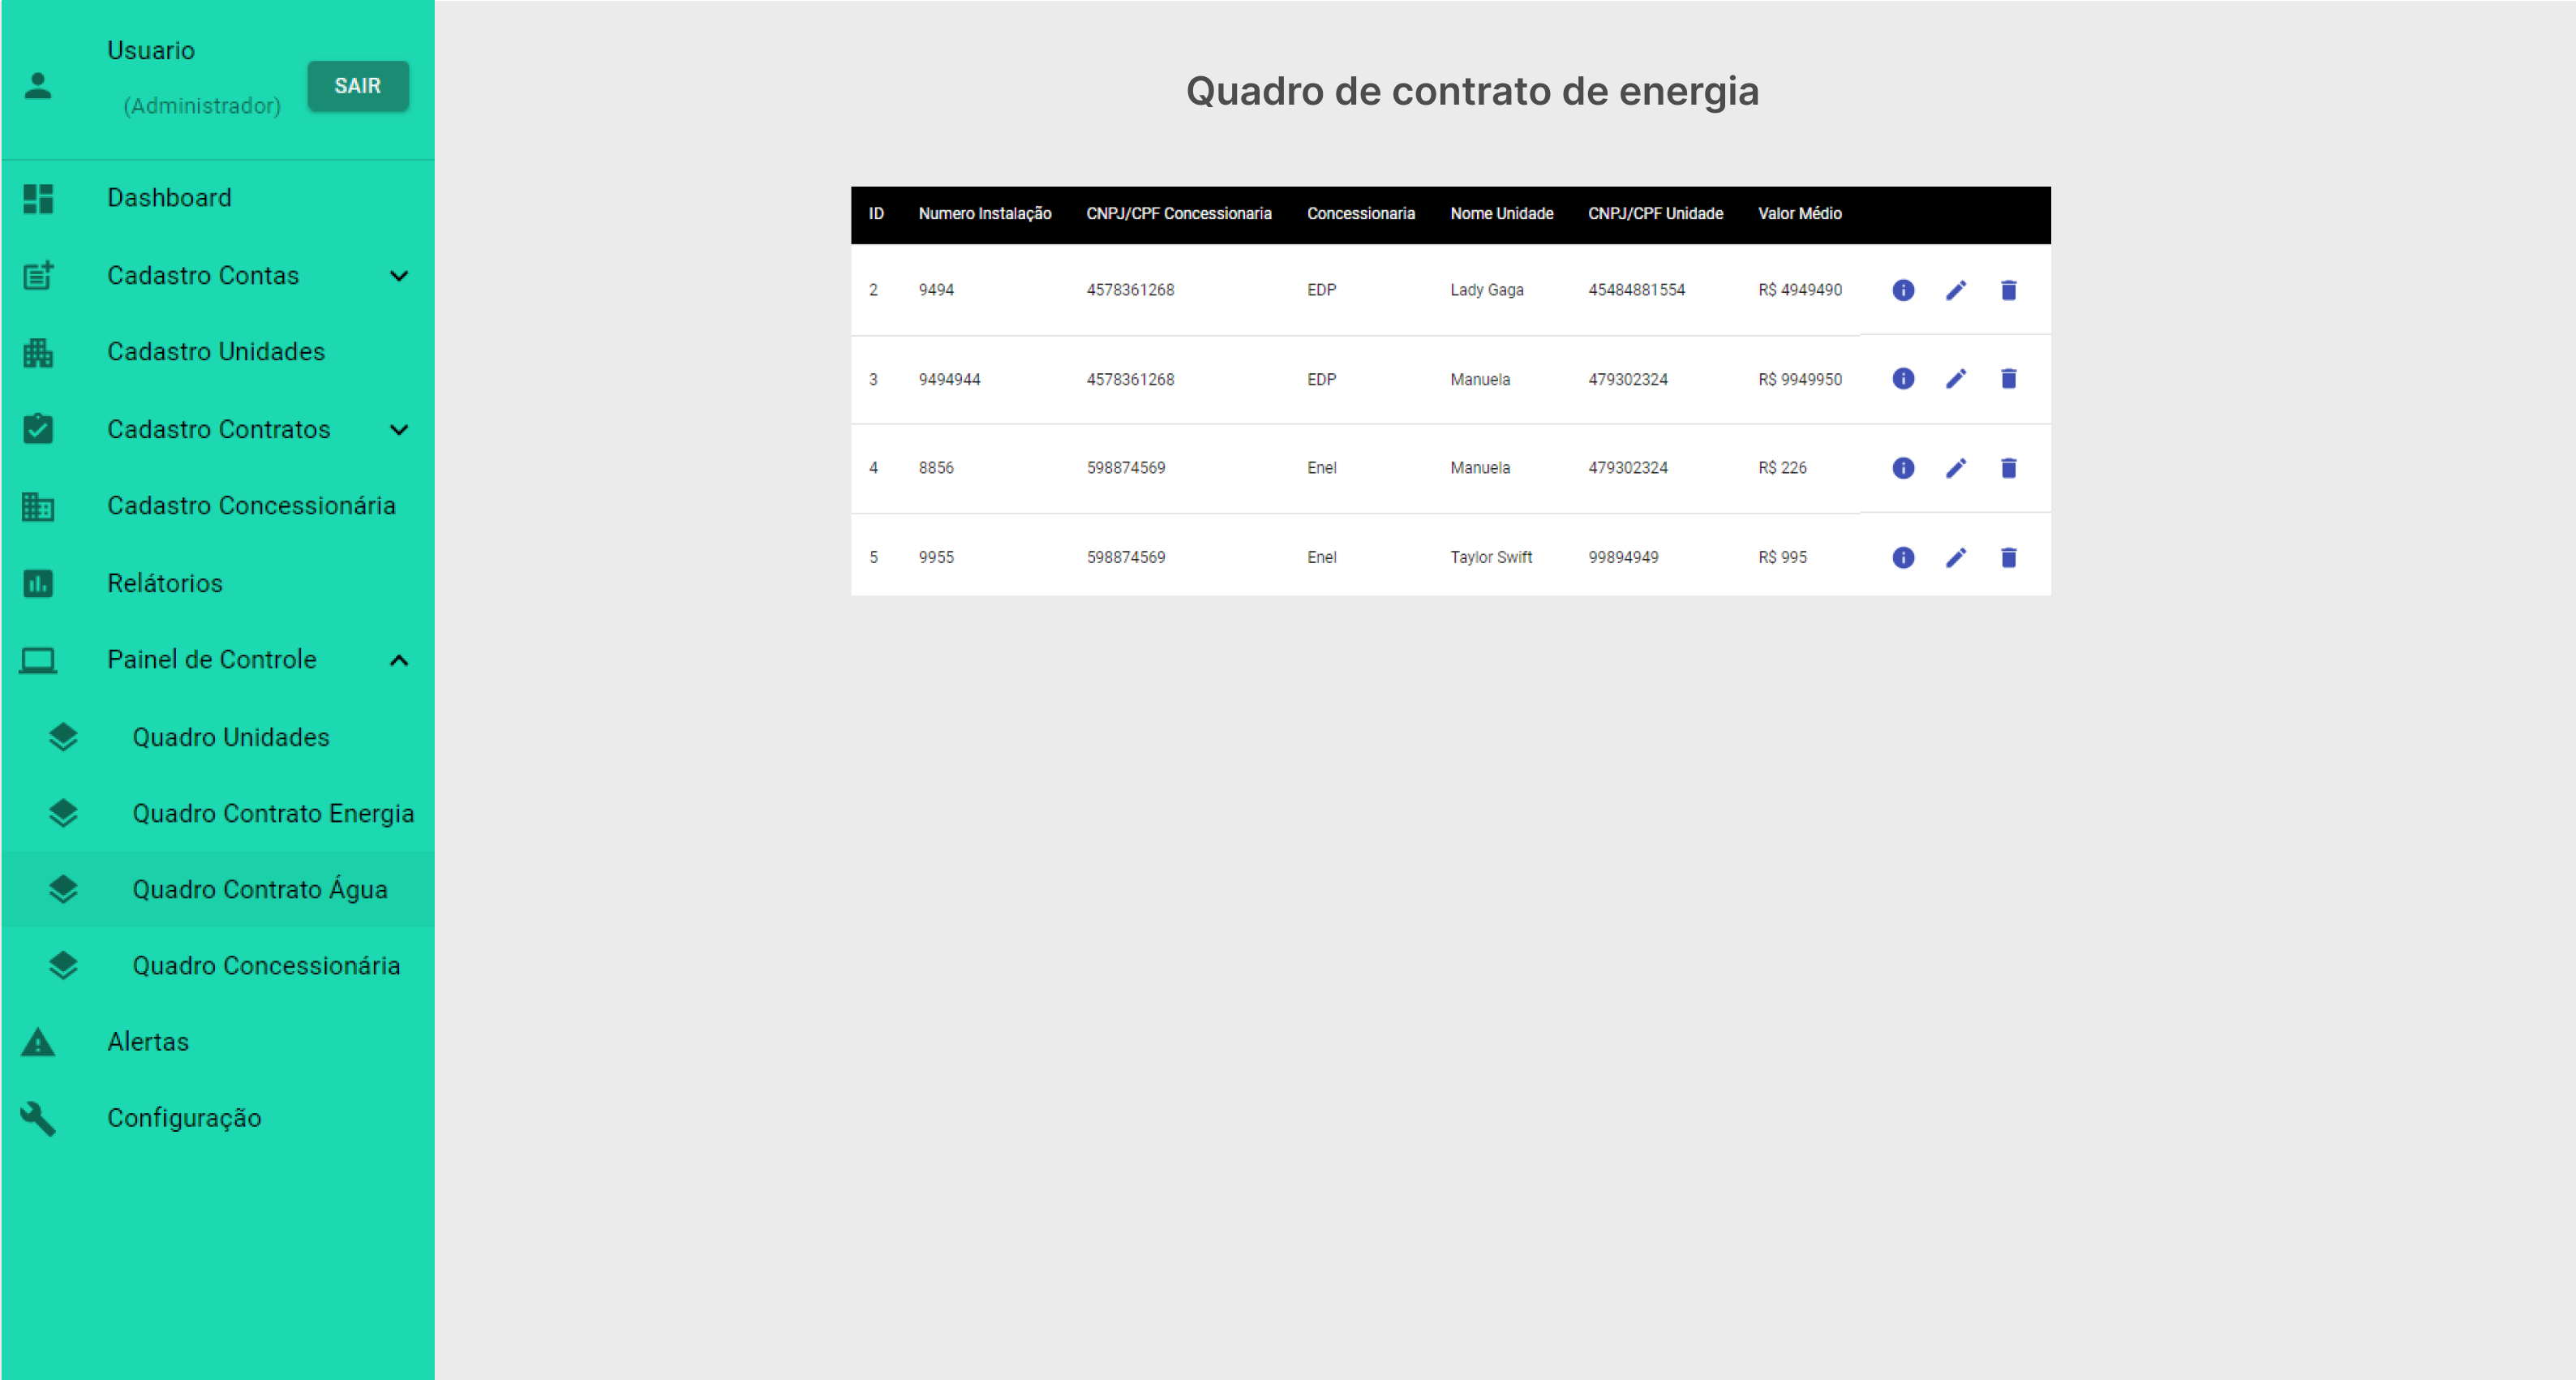 Usuario
(Administrador)
SAIR
Dashboard
Cadastro Contas
Cadastro Unidades
Cadastro Contratos
Cadastro Concessionária
Relátorios
Painel de Controle
Quadro Unidades
Quadro Contrato Energia
Quadro Contrato Água
Quadro Concessionária
Alertas
Configuração
Quadro de contrato de energia
ID Numero Instalação CNPJ/CPF Concessionaria Concessionaria Nome Unidade CNPJ/CPF Unidade Valor Médio
2 9494 4578361268 EDP Lady Gaga 45484881554 R$ 4949490
3 9494944 4578361268 EDP Manuela 479302324 R$ 9949950
4 8856 598874569 Enel Manuela 479302324 R$ 226
5 9955 598874569 Enel Taylor Swift 99894949 R$ 995